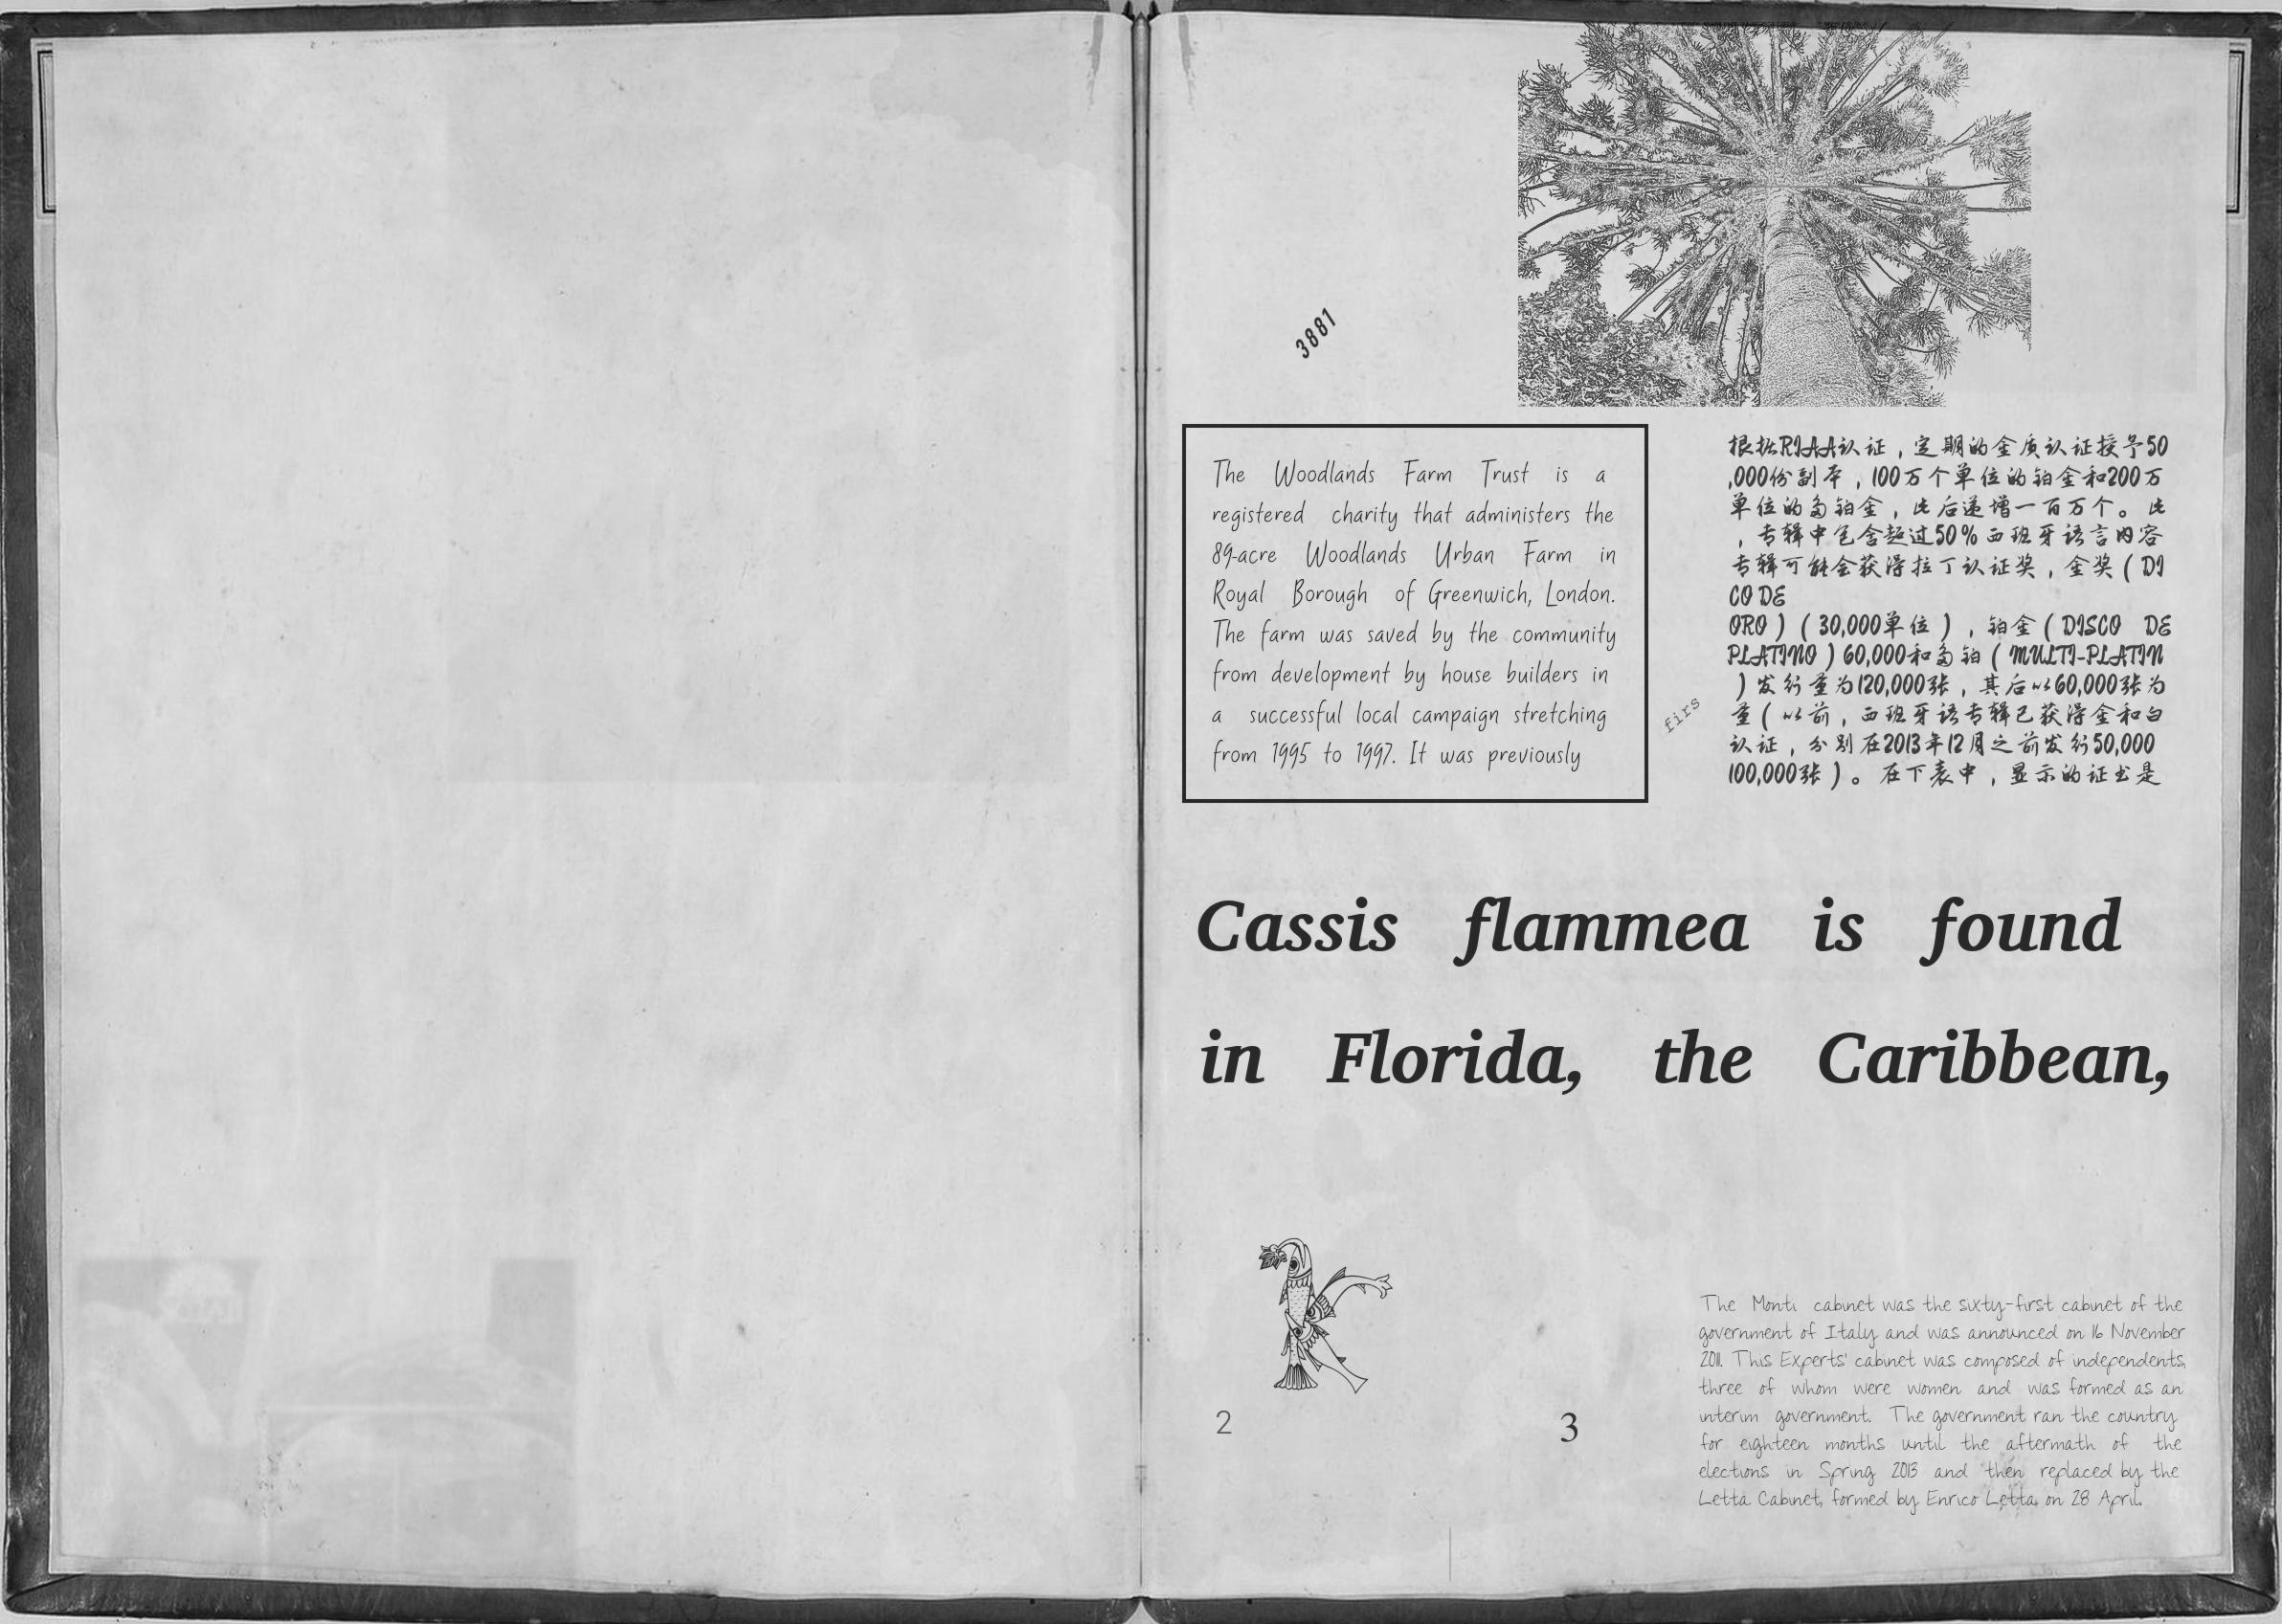 3881
The Woodlands Farm Trust is a
registered charity that administers the
89-acre Woodlands Urban Farm in
Royal Borough of Greenwich, London.
The farm was saved by the community
from development by house builders in
a successful local campaign stretching
from 1995 to 1997. It was previously
firs
根据RIAA认证，定期的金质认证授予50
,000份副本，100万个单位的铂金和200万
单位的多铂金，此后递增一百万个。此
，专辑中包含超过50%西班牙语言内容
专辑可能会获得拉丁认证奖，金奖（DI
CO DE
ORO）（30,000单位），铂金（DISCO DE
PLATINO）60,000和多铂（MULTI-PLATIN
）发行量为120,000张，其后以60,000张为
量（以前，西班牙语专辑已获得金和白
认证，分别在2013年12月之前发行50,000
100,000张）。在下表中，显示的证书是
Cassis flammea is found
in Florida, the Caribbean,
2
3
The Monti cabinet was the sixty-first cabinet of the
government of Italy and was announced on 16 November
2011. This Experts' cabinet was composed of independents,
three of whom were women and was formed as an
interim government. The government ran the country
for eighteen months until the aftermath of the
elections in Spring 2013 and then replaced by the
Letta Cabinet, formed by Enrico Letta, on 28 April.